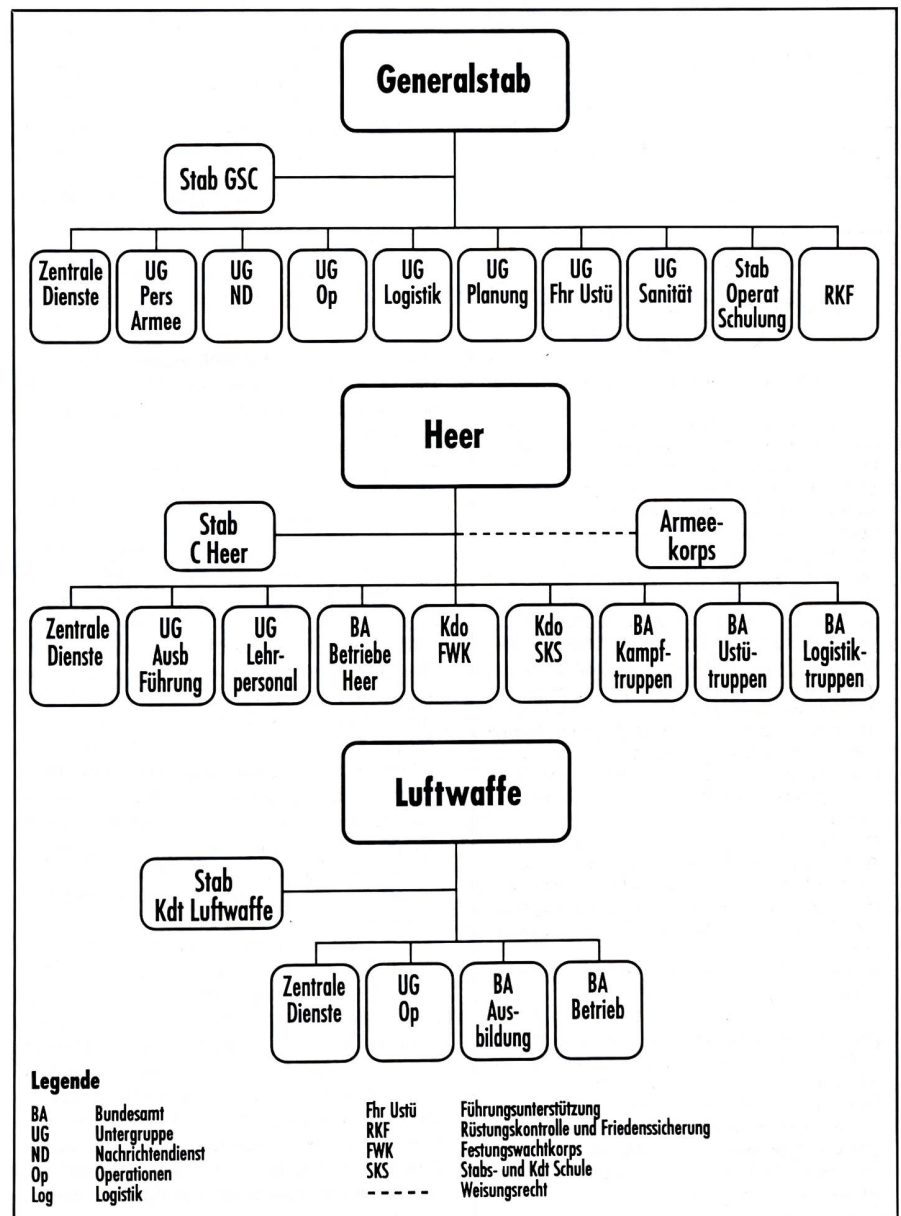 Generalstab
Stab GSC
Zentrale
Dienste
UG
Pers
Armee
UG
ND
UG
Op
UG
Logistik
UG
Planung
UG
Fhr Ustü
UG
Sanität
Stab
Operat
Schulung
RKF
Heer
Stab
C Heer
Armee-
korps
Zentrale
Dienste
UG
Ausb
Führung
UG
Lehr-
personal
BA
Betriebe
Heer
Kdo
FWK
Kdo
SKS
BA
Kampf-
truppen
BA
Ustü-
truppen
BA
Logistik-
truppen
Luftwaffe
Stab
Kdt Luftwaffe
Zentrale
Dienste
UG
Op
BA
Aus-
bildung
BA
Betrieb
Legende
BA Bundesamt
UG Untergruppe
ND Nachrichtendienst
Op Operationen
Log Logistik
Fhr Ustü Führungsunterstützung
RKF Rüstungskontrolle und Friedenssicherung
FWK Festungswachtkorps
SKS Stabs- und Kdt Schule
----- Weisungsrecht